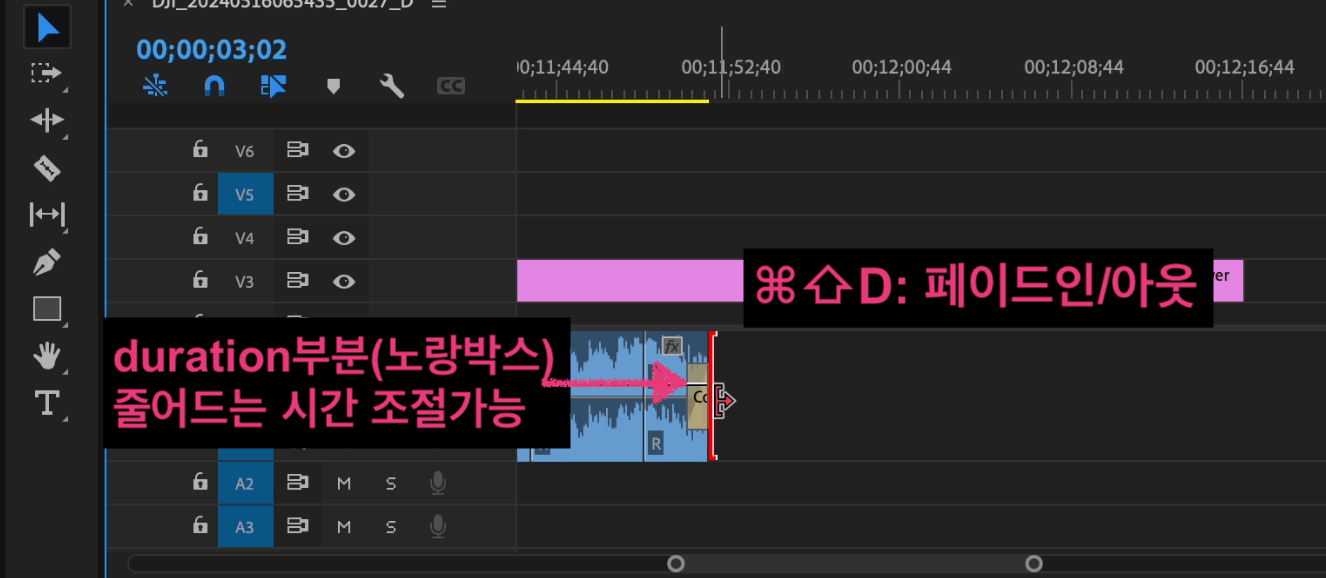 × DJI_20240516065435_0027_D ☰
00;00;03;02
00;11;44;40 00;11;52;40 00;12;00;44 00;12;08;44 00;12;16;44
CC
V6
V5
V4
V3
⌘⇧D: 페이드인/아웃
duration부분(노랑박스)
줄어드는 시간 조절가능
fx
Co
R
A2 M S
A3 M S
T